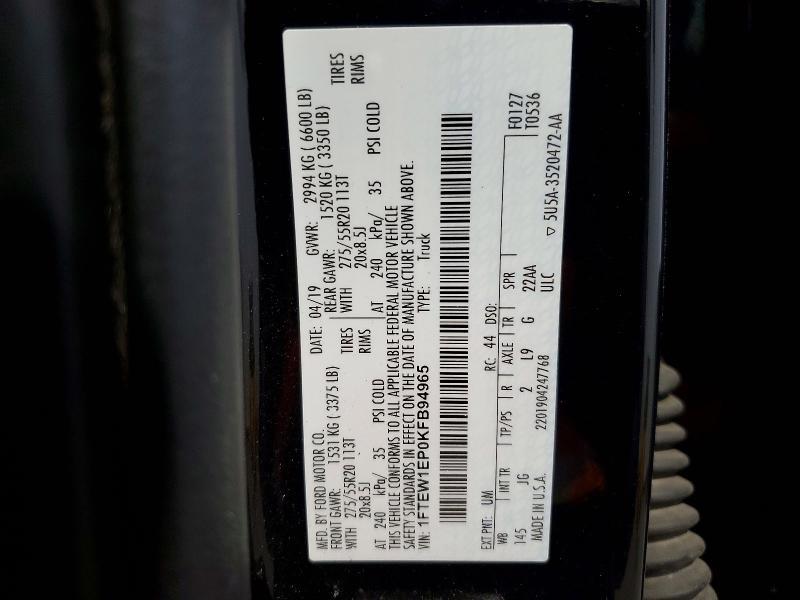 MFD. BY FORD MOTOR CO. DATE: 04/19 GVWR: 2994 KG ( 6600 LB)
FRONT GAWR: 1531 KG ( 3375 LB) REAR GAWR: 1520 KG ( 3350 LB)
WITH 275/55R20 113T TIRES WITH 275/55R20 113T TIRES
20x8.5J RIMS 20x8.5J RIMS
AT 240 kPa/ 35 PSI COLD AT 240 kPa/ 35 PSI COLD
THIS VEHICLE CONFORMS TO ALL APPLICABLE FEDERAL MOTOR VEHICLE
SAFETY STANDARDS IN EFFECT ON THE DATE OF MANUFACTURE SHOWN ABOVE.
VIN: 1FTEW1EP0KFB94965 TYPE: Truck
EXT PNT: UM RC: 44 DSO: F0127
WB INT TR TP/PS R AXLE TR SPR T0536
145 JG 2 L9 G 22AA
MADE IN U.S.A. 2201904247768 ULC ▽ 5U5A-3520472-AA